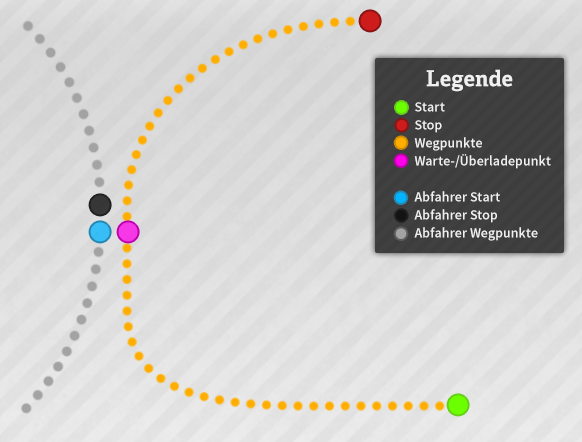 Legende
Start
Stop
Wegpunkte
Warte-/Überladepunkt
Abfahrer Start
Abfahrer Stop
Abfahrer Wegpunkte